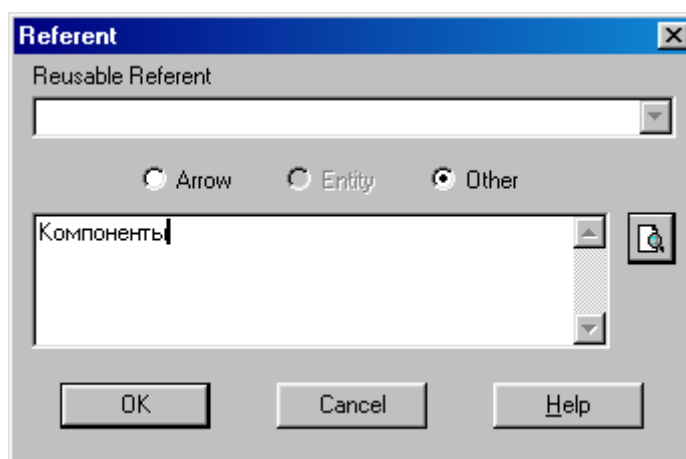 Referent
Reusable Referent
Arrow Entity Other
Компоненты
OK Cancel Help